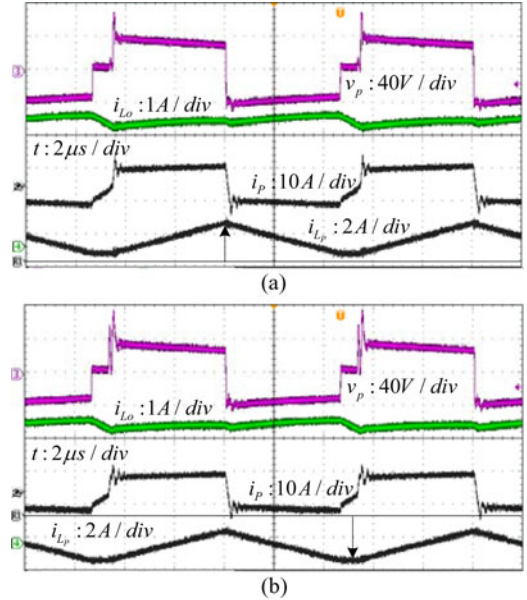 i_Lo : 1A / div
v_p : 40V / div
t : 2μs / div
i_P : 10A / div
i_Lp : 2A / div
(a)
i_Lo : 1A / div
v_p : 40V / div
t : 2μs / div
i_P : 10A / div
i_LP : 2A / div
(b)